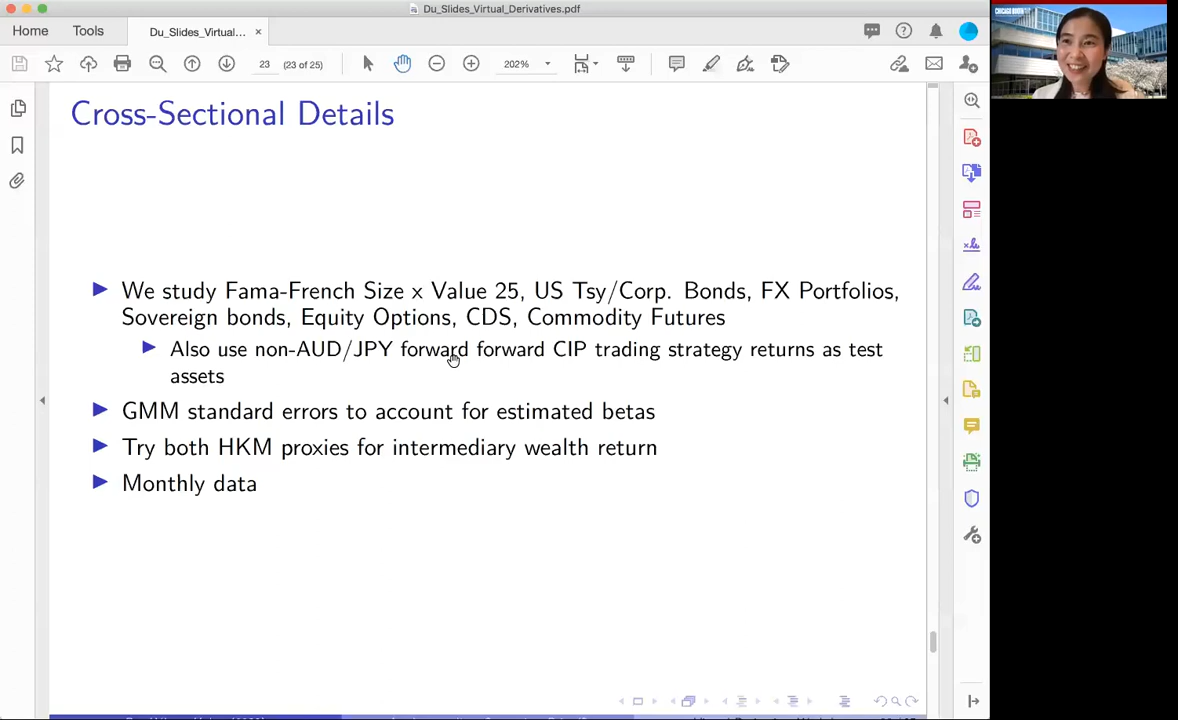 Du_Slides_Virtual_Derivatives.pdf
Home
Tools
Du_Slides_Virtual...
23
(23 of 25)
202%
CHICAGO BOOTH
Cross-Sectional Details
We study Fama-French Size x Value 25, US Tsy/Corp. Bonds, FX Portfolios,
Sovereign bonds, Equity Options, CDS, Commodity Futures
Also use non-AUD/JPY forward forward CIP trading strategy returns as test
assets
GMM standard errors to account for estimated betas
Try both HKM proxies for intermediary wealth return
Monthly data